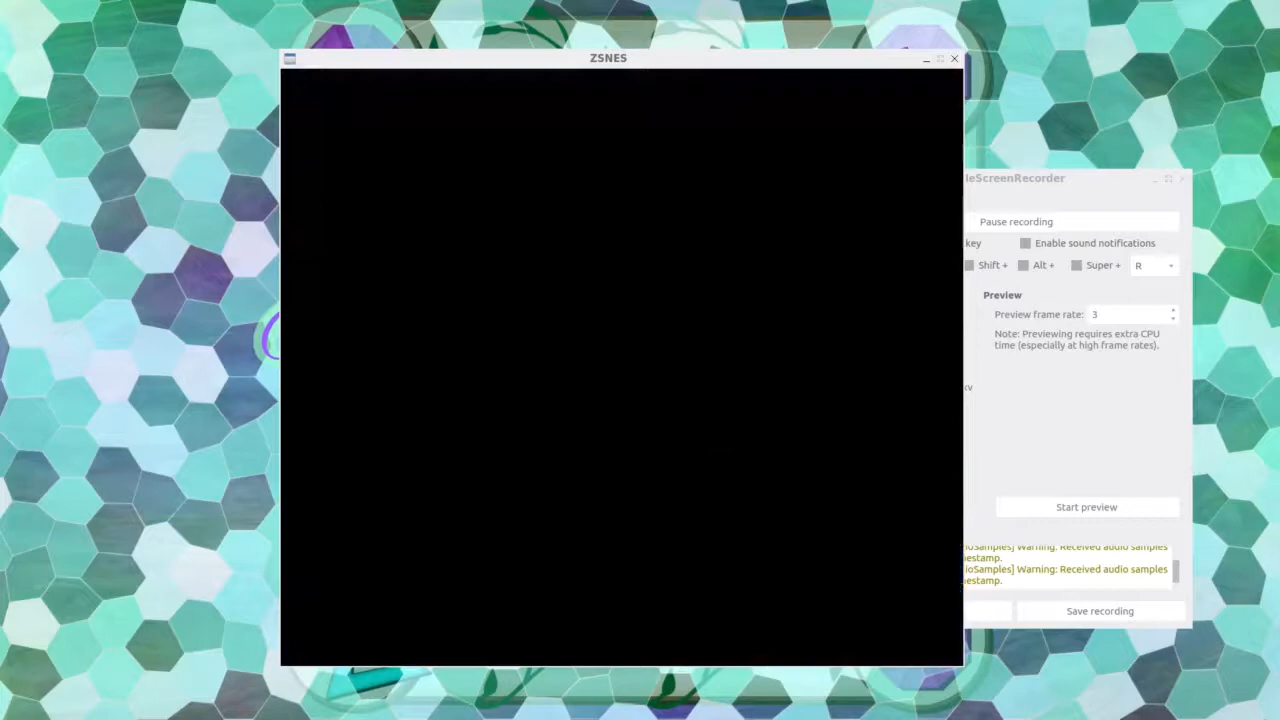 ZSNES
leScreenRecorder
Pause recording
key
Enable sound notifications
Shift +
Alt +
Super +
R
Preview
Preview frame rate: 3
Note: Previewing requires extra CPU
time (especially at high frame rates).
Start preview
ioSamples] Warning: Received audio samples
estamp.
ioSamples] Warning: Received audio samples
estamp.
Save recording